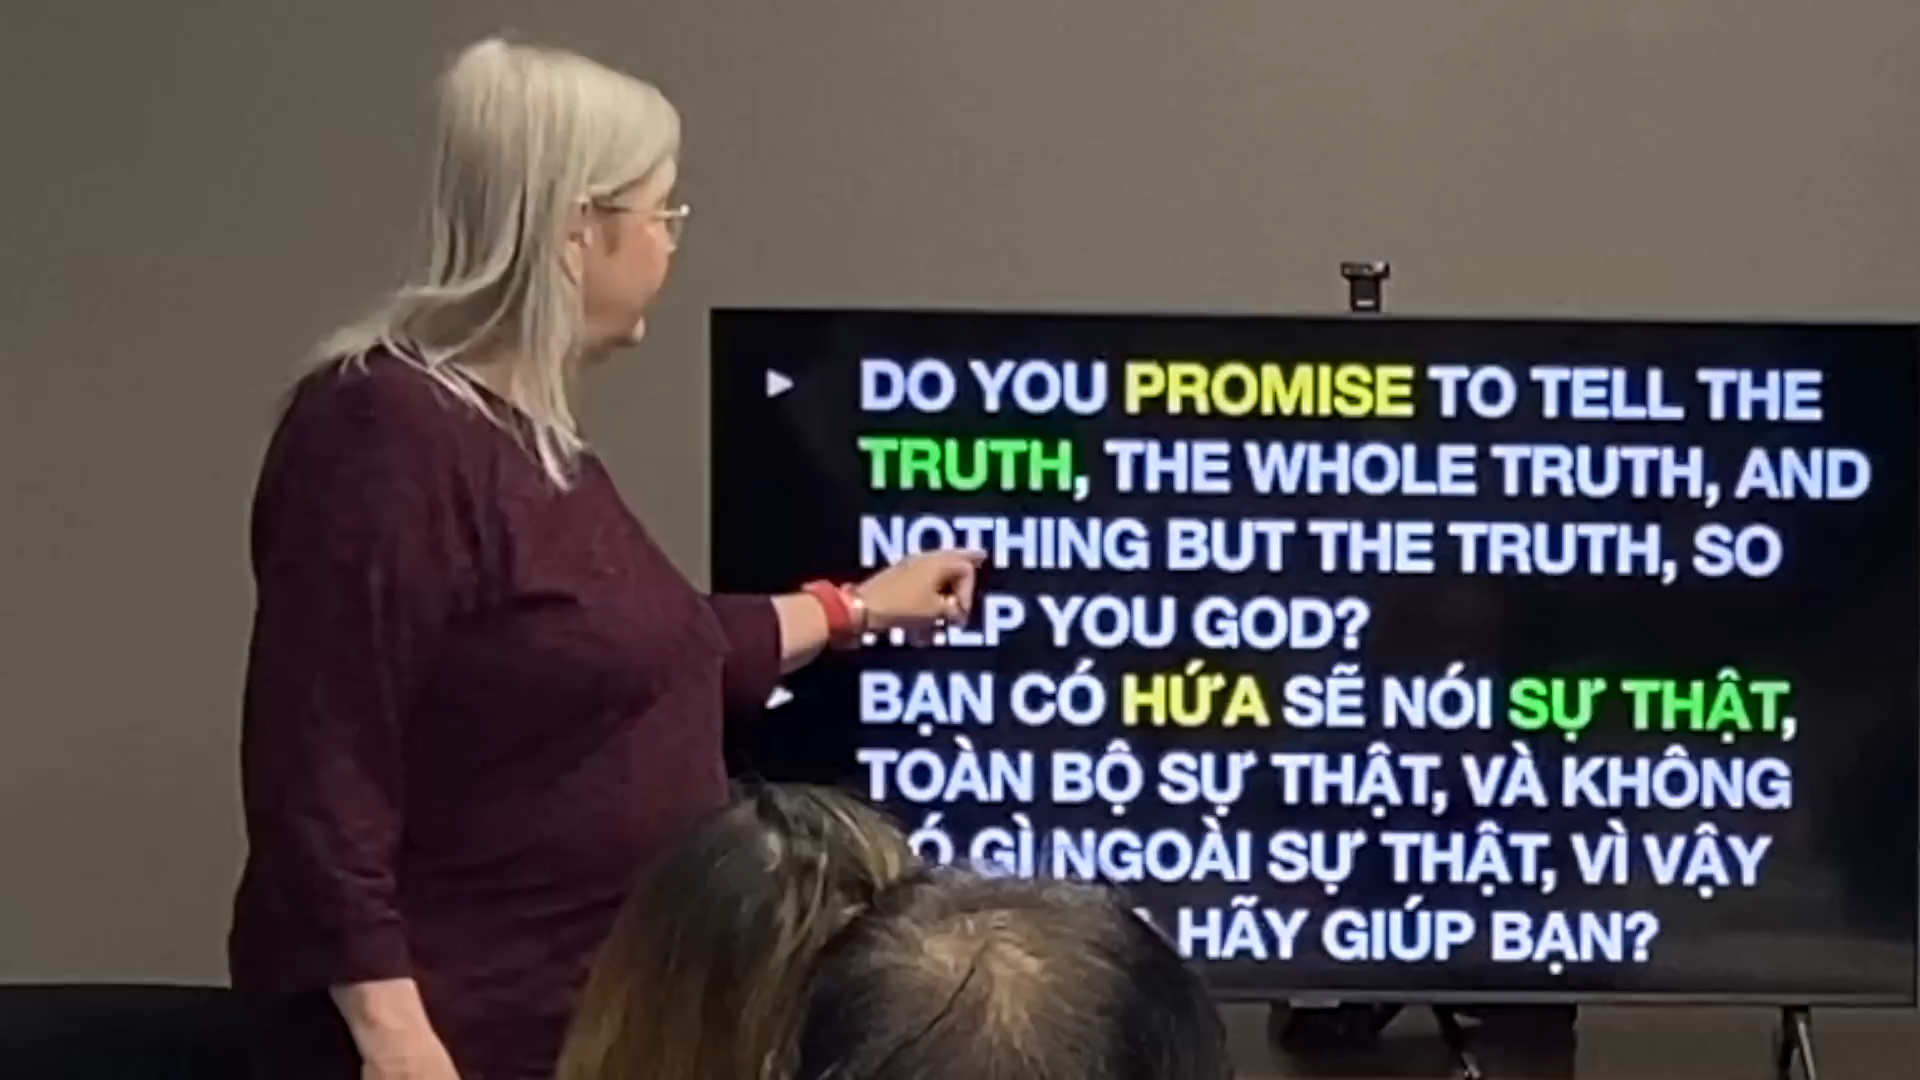 DO YOU PROMISE TO TELL THE
TRUTH, THE WHOLE TRUTH, AND
NOTHING BUT THE TRUTH, SO
YOU GOD?
BẠN CÓ HỨA SẼ NÓI SỰ THẬT,
TOÀN BỘ SỰ THẬT, VÀ KHÔNG
GÌ NGOÀI SỰ THẬT, VÌ VẬY
HÃY GIÚP BẠN?